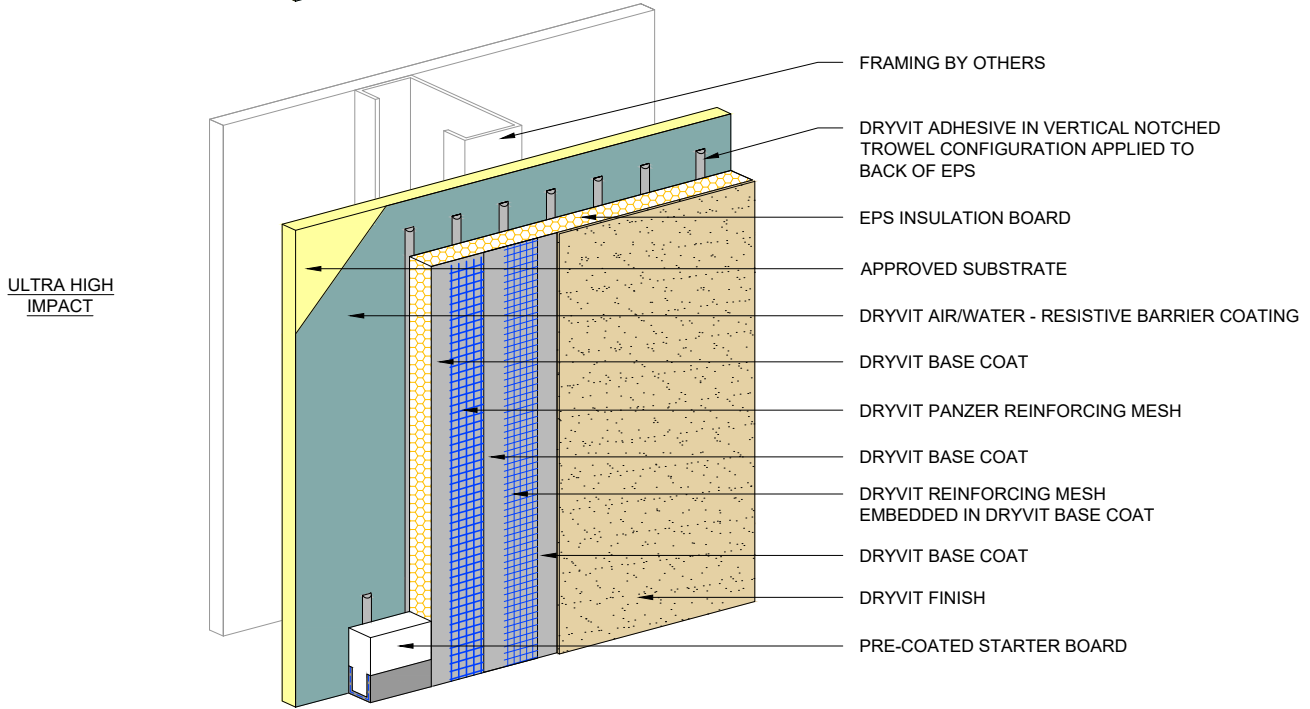 FRAMING BY OTHERS
DRYVIT ADHESIVE IN VERTICAL NOTCHED
TROWEL CONFIGURATION APPLIED TO
BACK OF EPS
EPS INSULATION BOARD
APPROVED SUBSTRATE
ULTRA HIGH
IMPACT
DRYVIT AIR/WATER - RESISTIVE BARRIER COATING
DRYVIT BASE COAT
DRYVIT PANZER REINFORCING MESH
DRYVIT BASE COAT
DRYVIT REINFORCING MESH
EMBEDDED IN DRYVIT BASE COAT
DRYVIT BASE COAT
DRYVIT FINISH
PRE-COATED STARTER BOARD